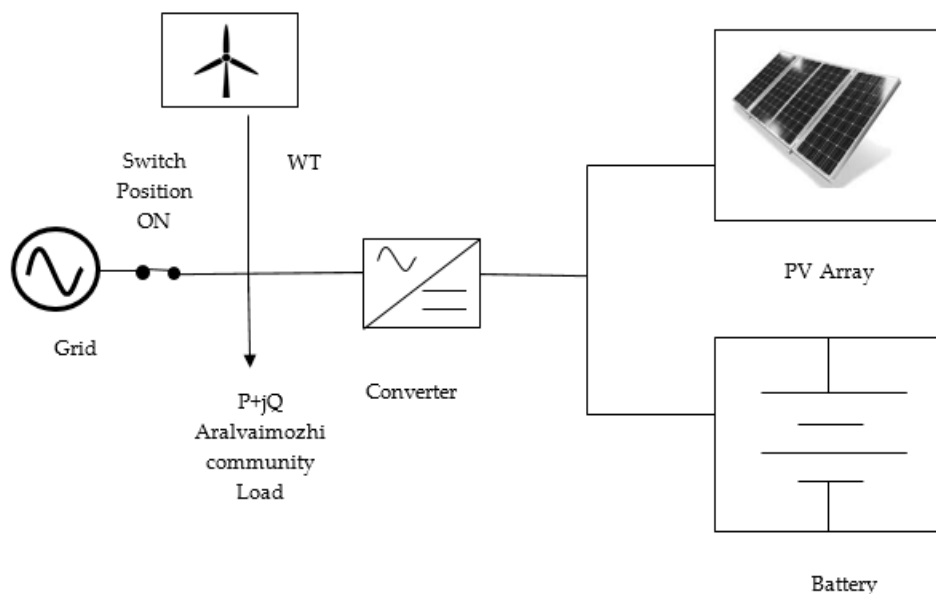 Switch
Position
ON
WT
Grid
PV Array
Converter
P+jQ
Aralvaimozhi
community
Load
Battery